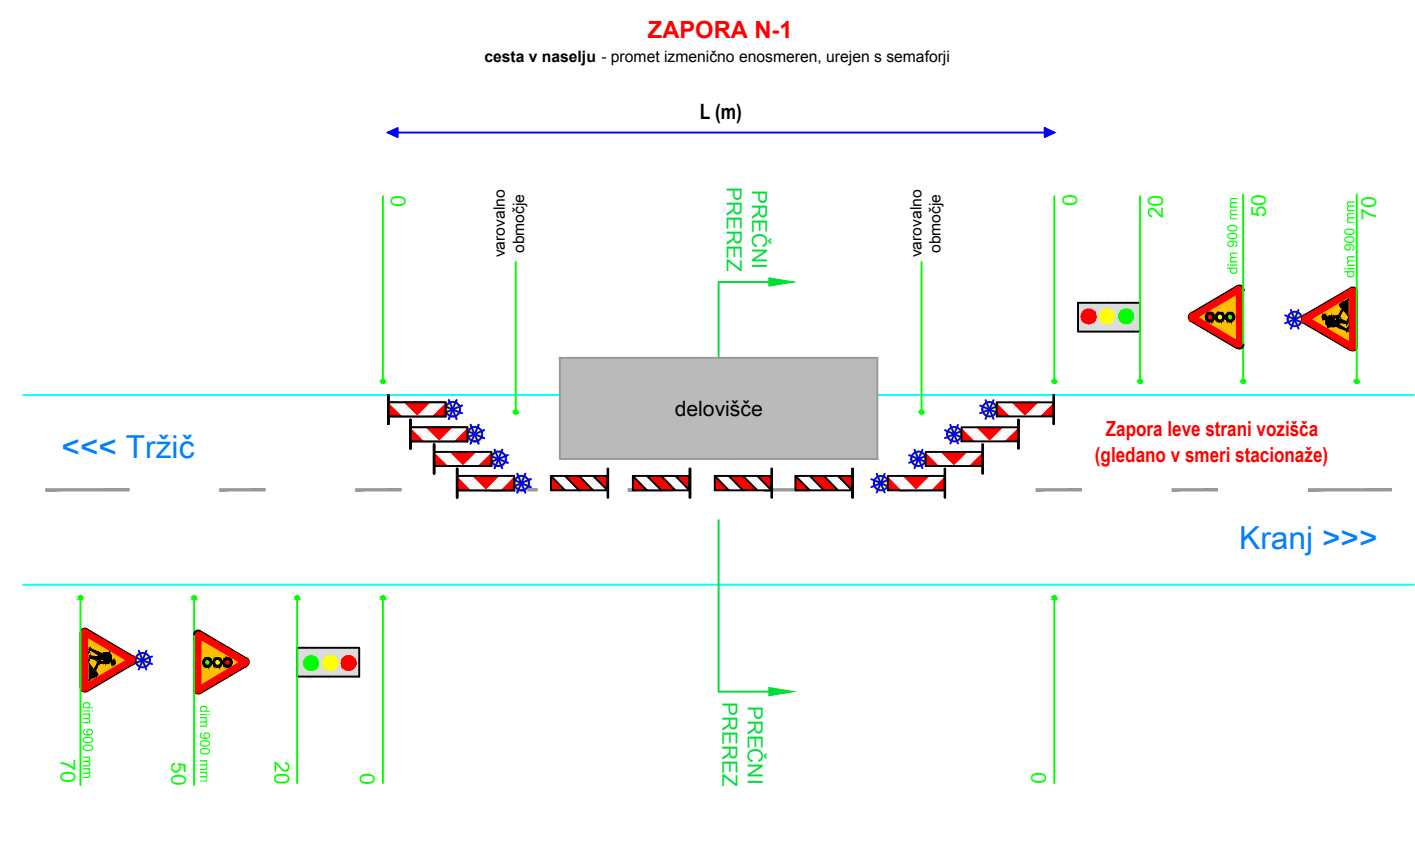 ZAPORA N-1
cesta v naselju - promet izmenično enosmeren, urejen s semaforji
L (m)
0
varovalno
območje
PREČNI
PREREZ
varovalno
območje
0
20
dim 900 mm
50
dim 900 mm
70
delovišče
<<< Tržič
Zapora leve strani vozišča
(gledano v smeri stacionaže)
Kranj >>>
70
dim 900 mm
50
dim 900 mm
20
0
PREČNI
PREREZ
0